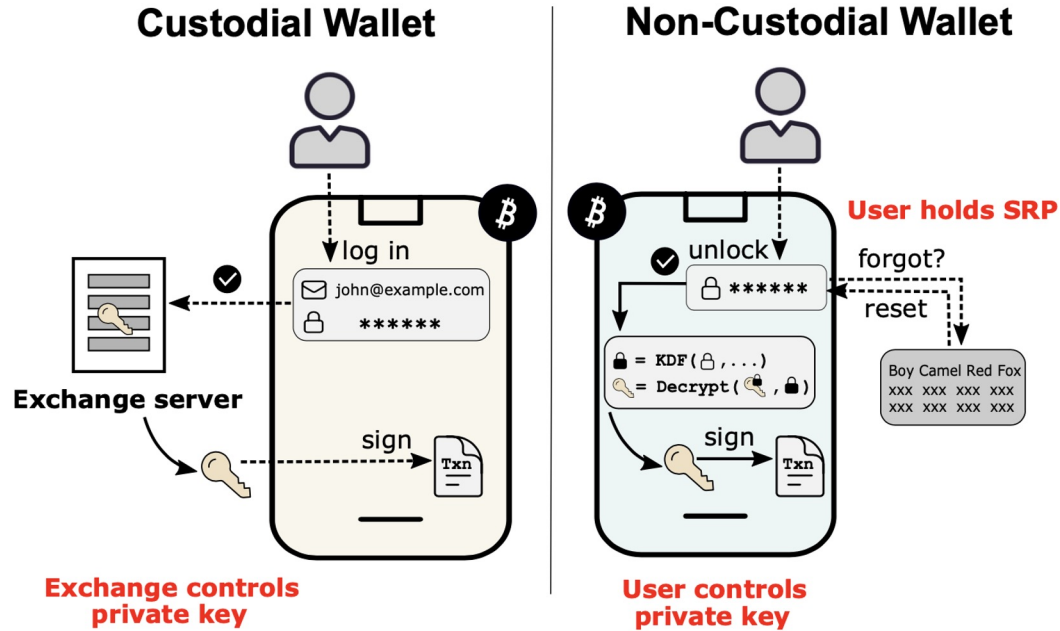 Custodial Wallet
log in
john@example.com
******
Exchange server
sign
Txn
Exchange controls
private key
Non-Custodial Wallet
User holds SRP
unlock
******
forgot?
reset
= KDF( ,...)
= Decrypt( , )
Boy Camel Red Fox
xxx xxx xxx xxx
xxx xxx xxx xxx
sign
Txn
User controls
private key